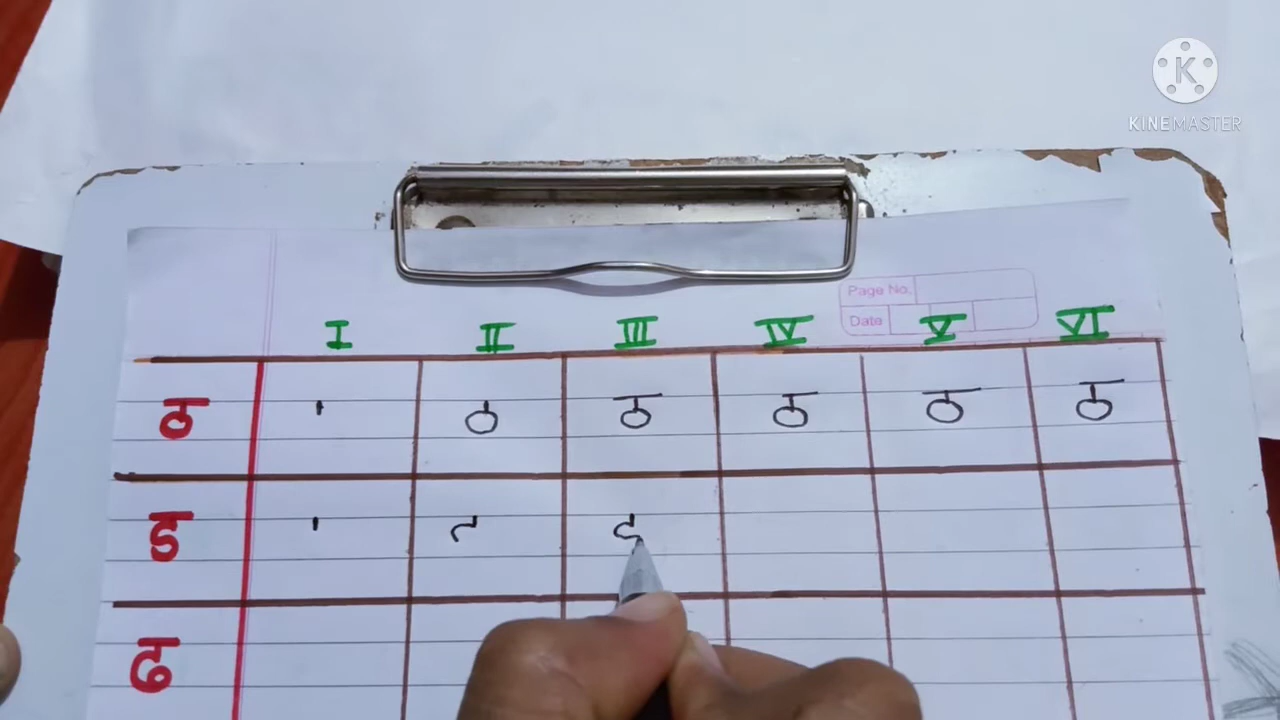 KINEMASTER
Page No.
Date
I II III IV V VI
ठ ठ ठ ठ ठ
ड
ढ